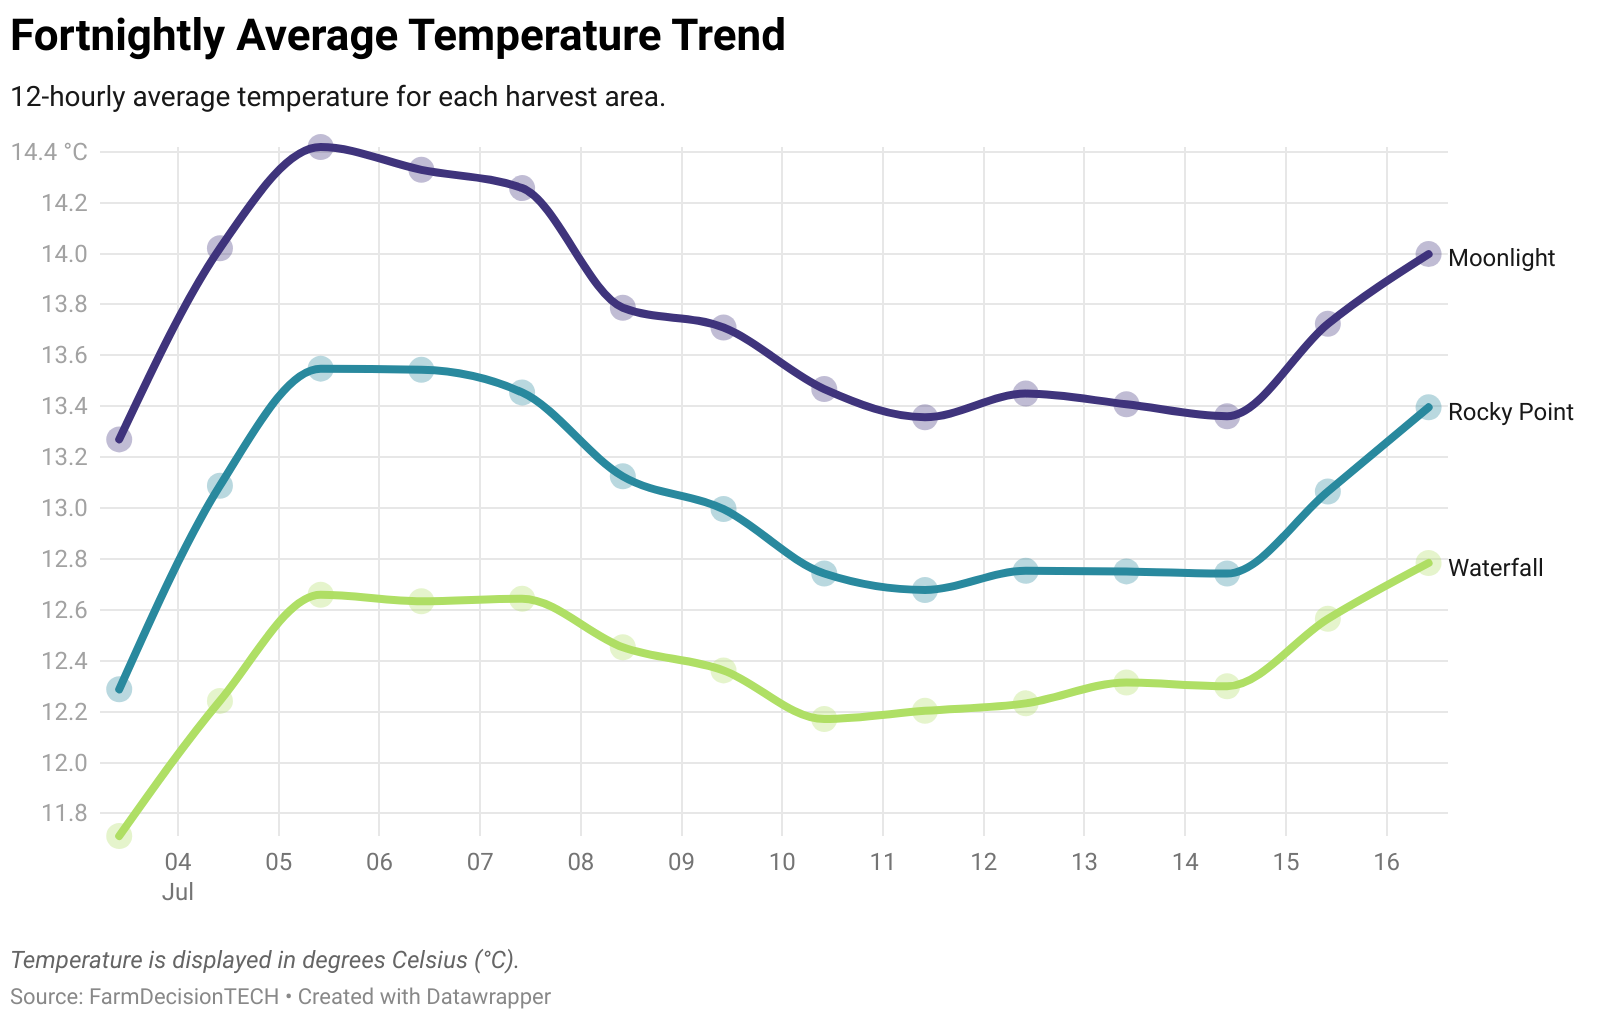 Fortnightly Average Temperature Trend
12-hourly average temperature for each harvest area.
14.4 °C
14.2
14.0
13.8
13.6
13.4
13.2
13.0
12.8
12.6
12.4
12.2
12.0
11.8
Moonlight
Rocky Point
Waterfall
04 05 06 07 08 09 10 11 12 13 14 15 16
Jul
Temperature is displayed in degrees Celsius (°C).
Source: FarmDecisionTECH • Created with Datawrapper